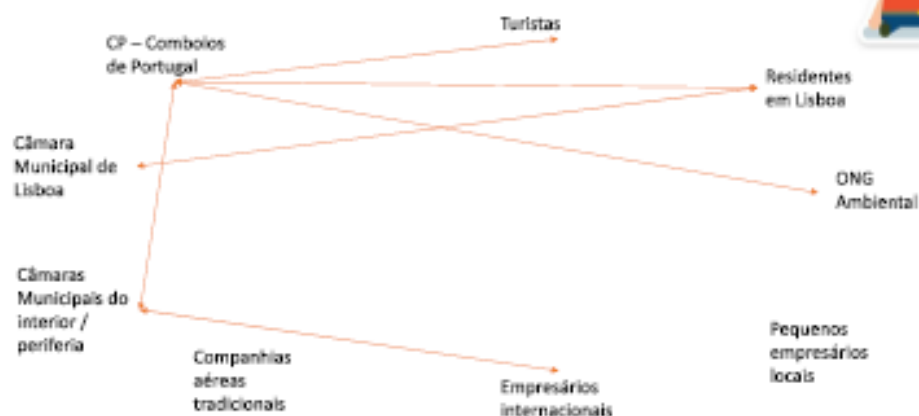 Turistas
CP – Comboios
de Portugal
Residentes
em Lisboa
Câmara
Municipal de
Lisboa
ONG
Ambiental
Câmaras
Municipais do
interior /
periferia
Companhias
aéreas
tradicionais
Empresários
internacionais
Pequenos
empresários
locais